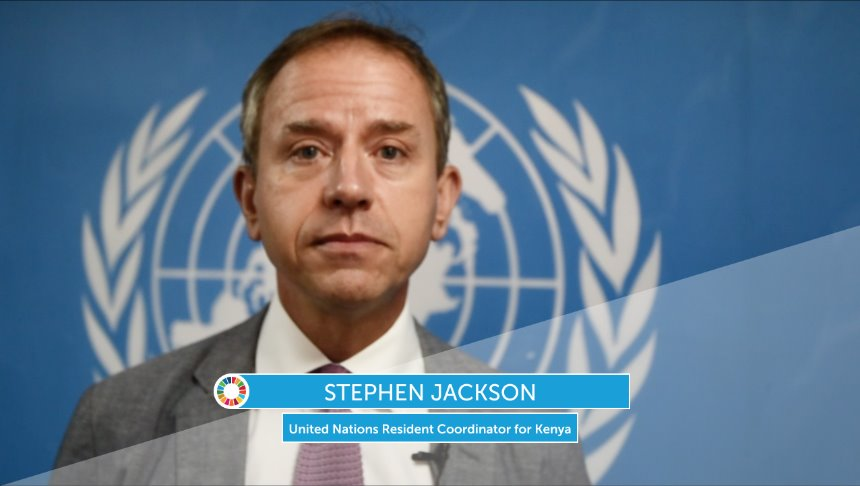 STEPHEN JACKSON
United Nations Resident Coordinator for Kenya